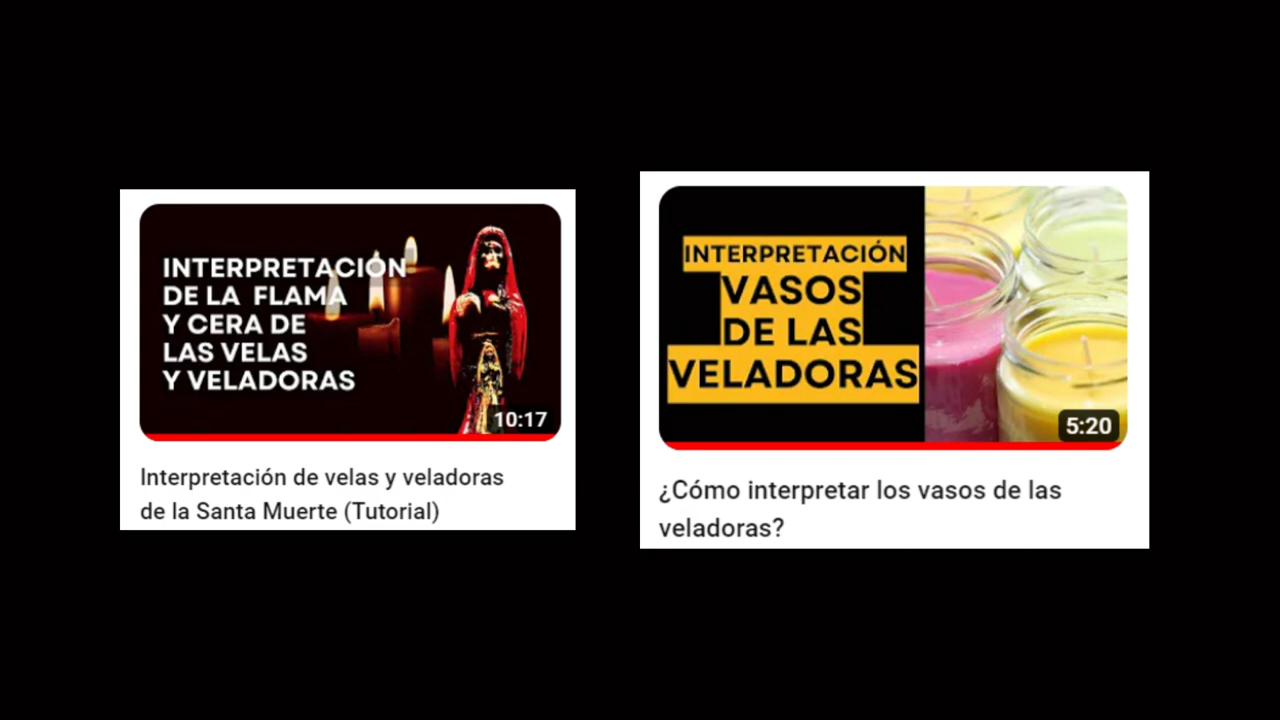 INTERPRETACIÓN
DE LA FLAMA
Y CERA DE
LAS VELAS
Y VELADORAS
10:17
Interpretación de velas y veladoras
de la Santa Muerte (Tutorial)
INTERPRETACIÓN
VASOS
DE LAS
VELADORAS
5:20
¿Cómo interpretar los vasos de las
veladoras?